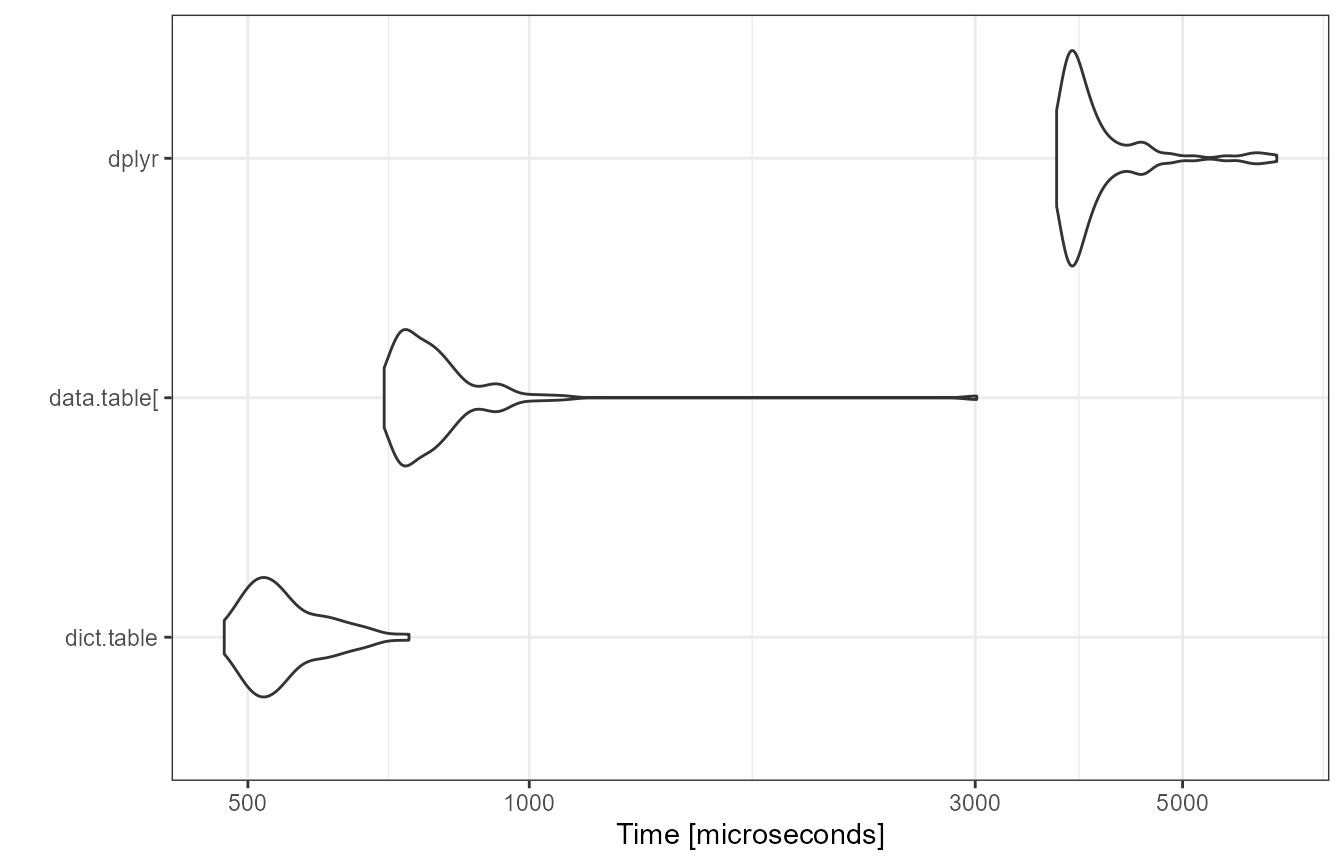 dplyr
data.table[
dict.table
500 1000 3000 5000
Time [microseconds]